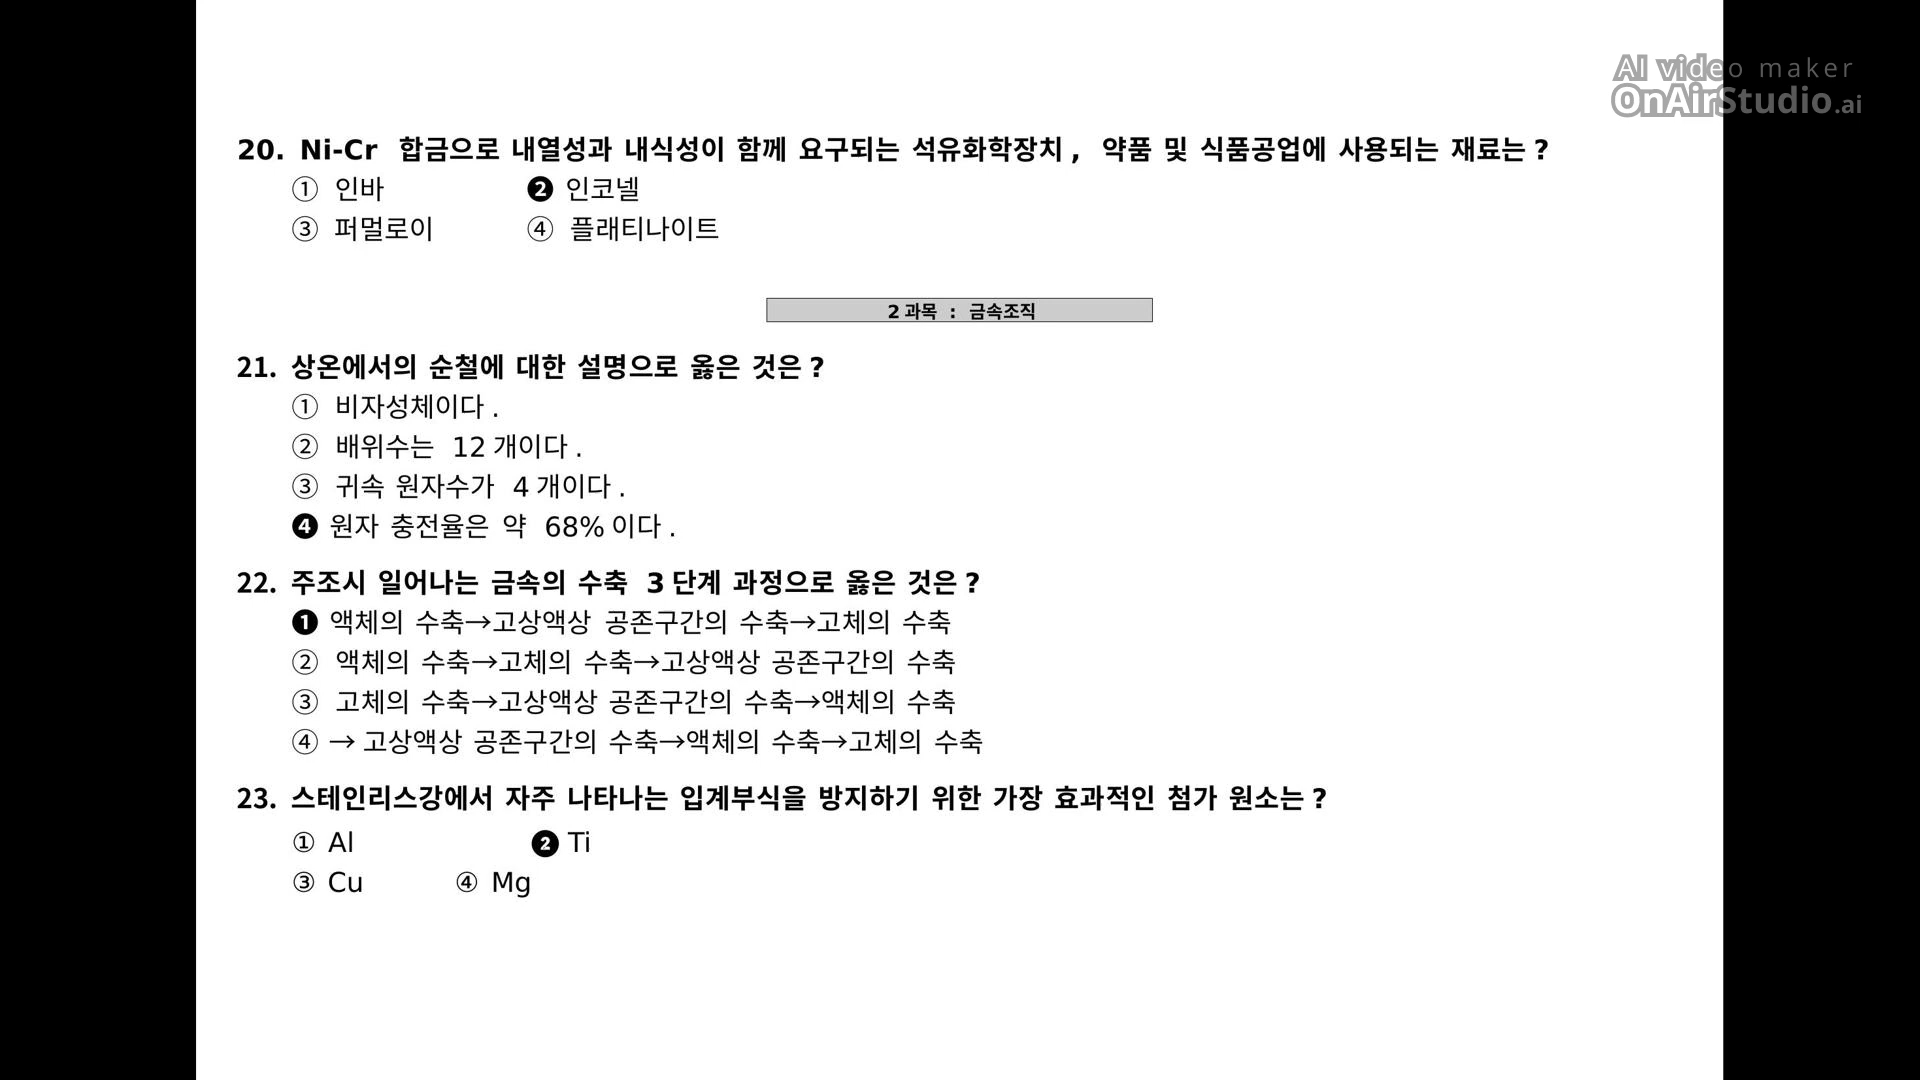 AI video maker
OnAirStudio.ai
20. Ni-Cr 합금으로 내열성과 내식성이 함께 요구되는 석유화학장치, 약품 및 식품공업에 사용되는 재료는?
① 인바 ❷ 인코넬
③ 퍼멀로이 ④ 플래티나이트
2과목 : 금속조직
21. 상온에서의 순철에 대한 설명으로 옳은 것은?
① 비자성체이다.
② 배위수는 12개이다.
③ 귀속 원자수가 4개이다.
❹ 원자 충전율은 약 68%이다.
22. 주조시 일어나는 금속의 수축 3단계 과정으로 옳은 것은?
❶ 액체의 수축→고상액상 공존구간의 수축→고체의 수축
② 액체의 수축→고체의 수축→고상액상 공존구간의 수축
③ 고체의 수축→고상액상 공존구간의 수축→액체의 수축
④ → 고상액상 공존구간의 수축→액체의 수축→고체의 수축
23. 스테인리스강에서 자주 나타나는 입계부식을 방지하기 위한 가장 효과적인 첨가 원소는?
① Al ❷ Ti
③ Cu ④ Mg